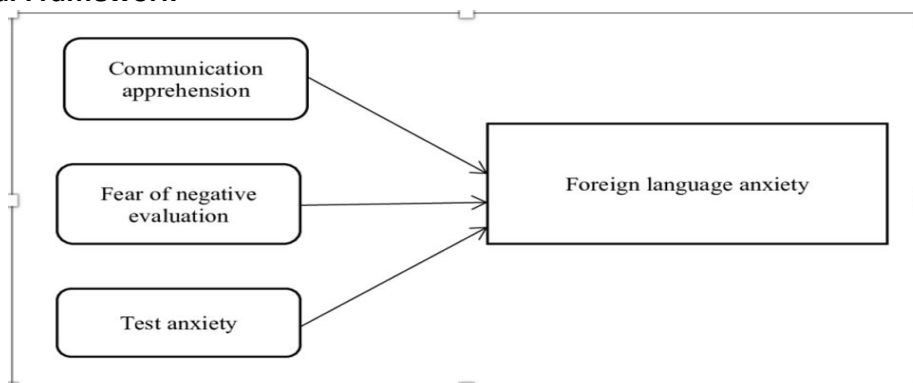 Communication
apprehension
Fear of negative
evaluation
Test anxiety
Foreign language anxiety